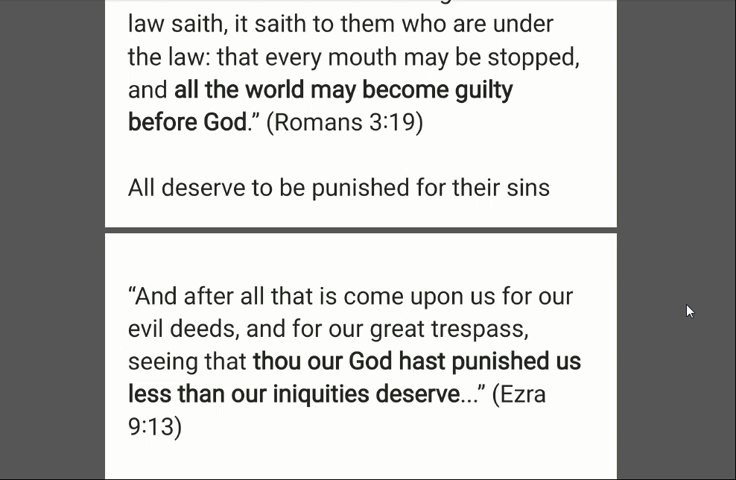 law saith, it saith to them who are under
the law: that every mouth may be stopped,
and all the world may become guilty
before God.” (Romans 3:19)
All deserve to be punished for their sins
“And after all that is come upon us for our
evil deeds, and for our great trespass,
seeing that thou our God hast punished us
less than our iniquities deserve...” (Ezra
9:13)